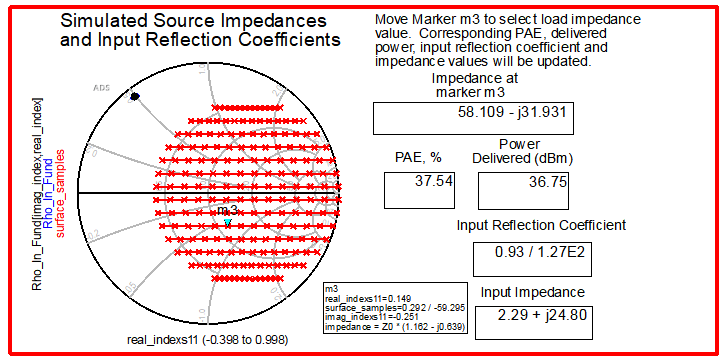 Simulated Source Impedances
and Input Reflection Coefficients
Move Marker m3 to select load impedance
value. Corresponding PAE, delivered
power, input reflection coefficient and
impedance values will be updated.
Impedance at
marker m3
58.109 - j31.931
PAE, %
37.54
Power
Delivered (dBm)
36.75
Input Reflection Coefficient
0.93 / 1.27E2
Input Impedance
2.29 + j24.80
Rho_In_Fund[imag_index,real_index]
Rho_In_Fund
surface_samples
ADS
m3
m3
real_indexs11=0.149
surface_samples=0.292 / -59.295
imag_indexs11=-0.251
impedance = Z0 * (1.162 - j0.639)
real_indexs11 (-0.398 to 0.998)